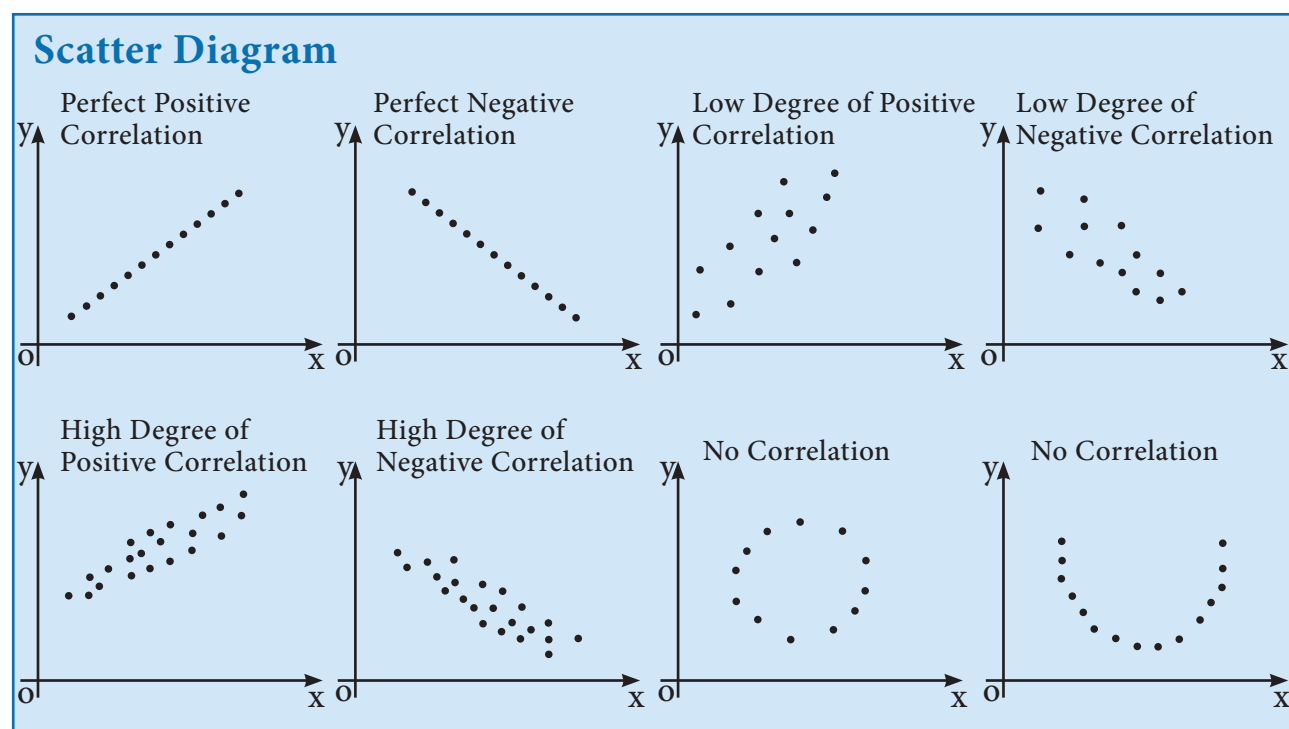 Scatter Diagram
Perfect Positive
Correlation
y
o
x
Perfect Negative
Correlation
y
o
x
Low Degree of Positive
Correlation
y
o
x
Low Degree of
Negative Correlation
y
o
x
High Degree of
Positive Correlation
y
o
x
High Degree of
Negative Correlation
y
o
x
No Correlation
y
o
x
No Correlation
y
o
x